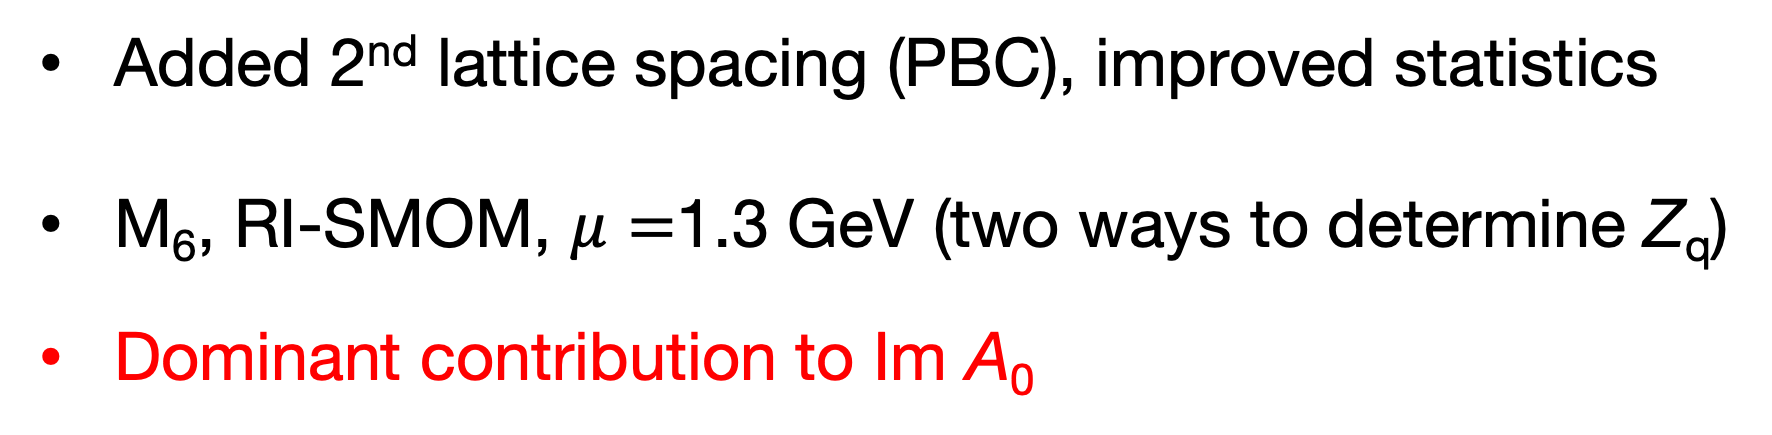 • Added 2nd lattice spacing (PBC), improved statistics
• M6, RI-SMOM, μ =1.3 GeV (two ways to determine Zq)
• Dominant contribution to Im A0